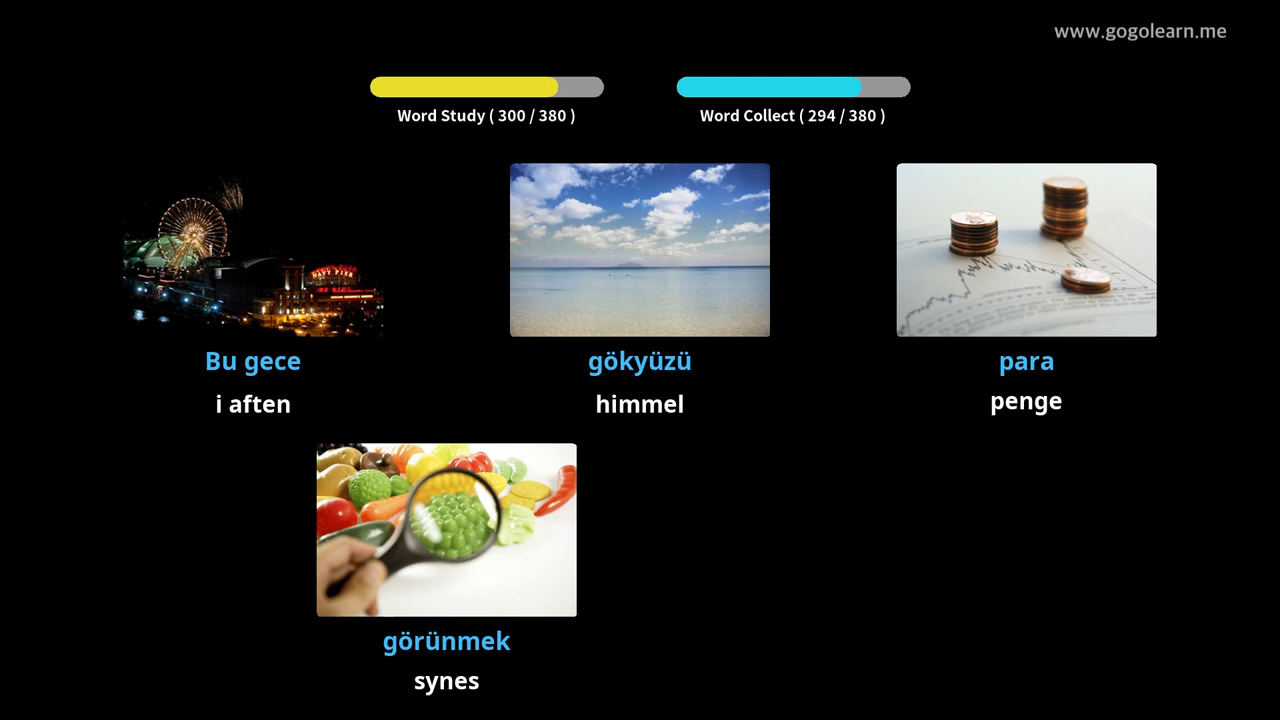 www.gogolearn.me
Word Study ( 300 / 380 )
Word Collect ( 294 / 380 )
Bu gece
i aften
gökyüzü
himmel
para
penge
görünmek
synes